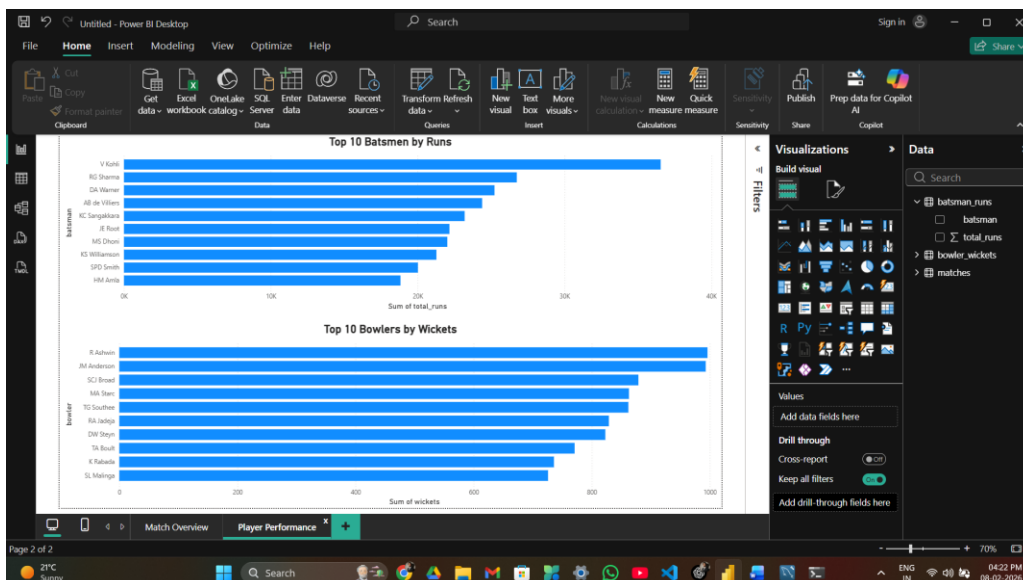 Untitled - Power BI Desktop
Search
Sign in
File Home Insert Modeling View Optimize Help
Share
Paste
Cut
Copy
Format painter
Clipboard
Get data
Excel workbook
OneLake catalog
SQL Server
Enter data
Dataverse
Recent sources
Data
Transform data
Refresh
Queries
New visual
Text box
More visuals
Insert
New visual calculation
New measure
Quick measure
Calculations
Sensitivity
Sensitivity
Publish
Share
Prep data for AI
Copilot
Copilot
Top 10 Batsmen by Runs
batsman
V Kohli
RG Sharma
DA Warner
AB de Villiers
KC Sangakkara
JE Root
MS Dhoni
KS Williamson
SPD Smith
HM Amla
0K 10K 20K 30K 40K
Sum of total_runs
Top 10 Bowlers by Wickets
bowler
R Ashwin
JM Anderson
SCJ Broad
MA Starc
TG Southee
RA Jadeja
DW Steyn
TA Boult
K Rabada
SL Malinga
0 200 400 600 800 1000
Sum of wickets
Filters
Visualizations
Build visual
R Py
Values
Add data fields here
Drill through
Cross-report
Off
Keep all filters
On
Add drill-through fields here
Data
Search
batsman_runs
batsman
total_runs
bowler_wickets
matches
Match Overview
Player Performance
Page 2 of 2
70%
21°C
Sunny
Search
ENG
IN
04:22 PM
08-02-2026